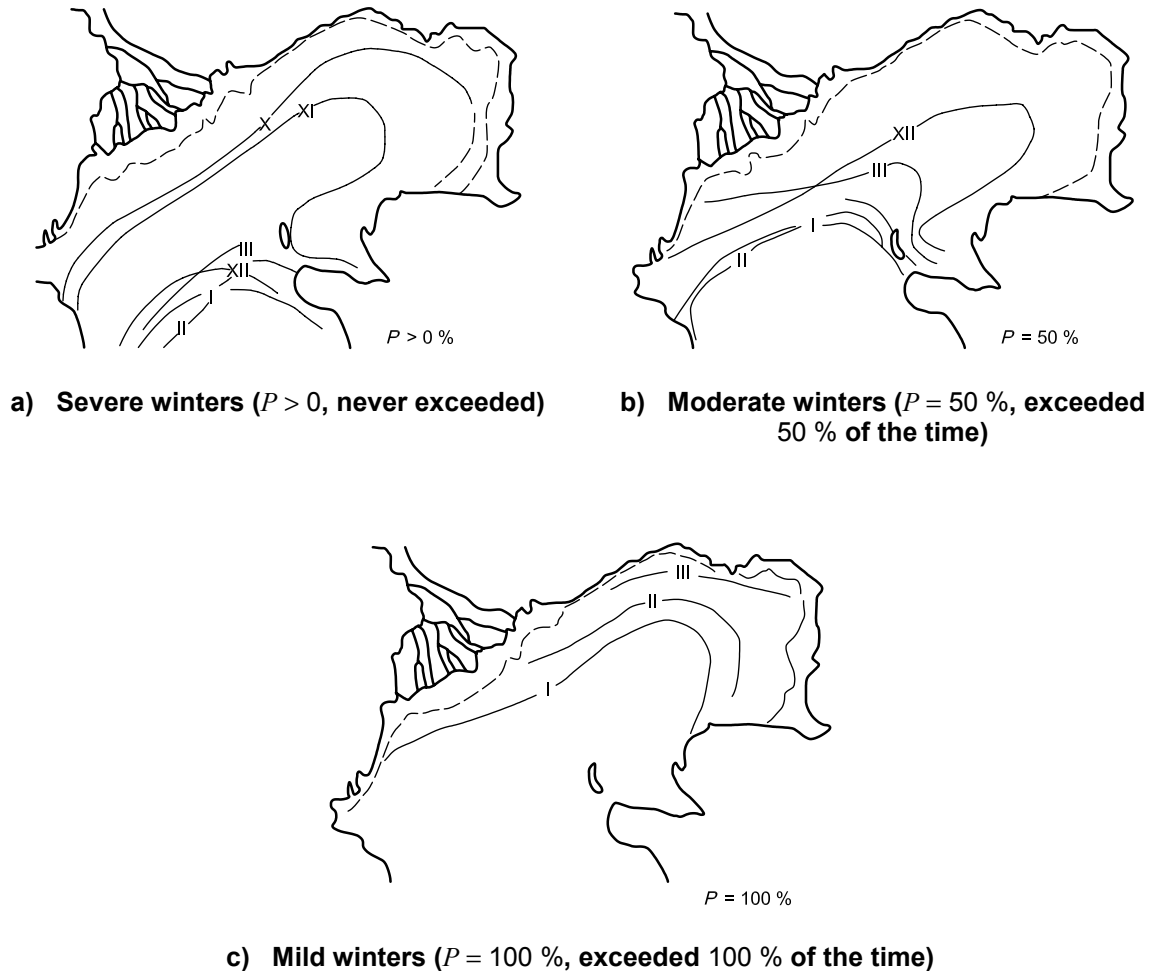 X
XI
III
XII
I
II
P > 0 %
a) Severe winters (P > 0, never exceeded)
XII
III
I
II
P = 50 %
b) Moderate winters (P = 50 %, exceeded
50 % of the time)
III
II
I
P = 100 %
c) Mild winters (P = 100 %, exceeded 100 % of the time)